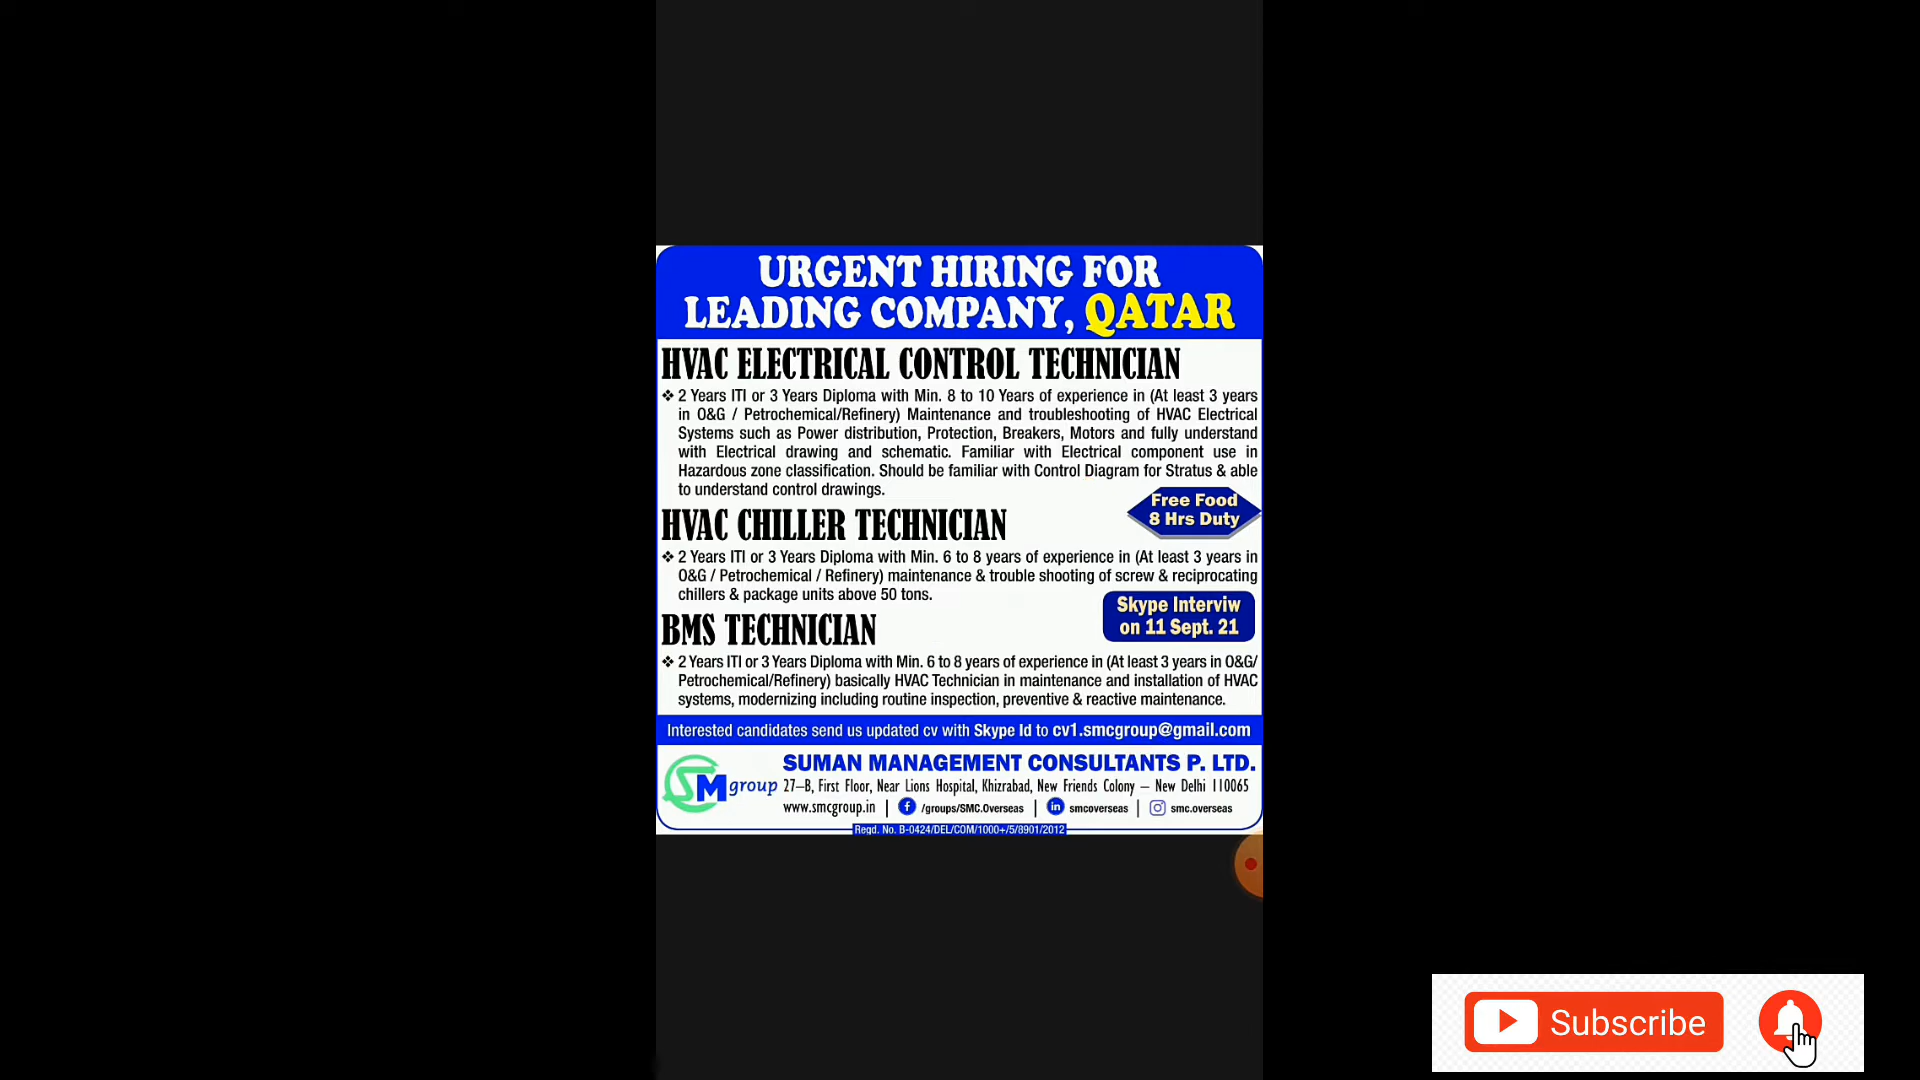 URGENT HIRING FOR
LEADING COMPANY, QATAR
HVAC ELECTRICAL CONTROL TECHNICIAN
❖ 2 Years ITI or 3 Years Diploma with Min. 8 to 10 Years of experience in (At least 3 years
in O&G / Petrochemical/Refinery) Maintenance and troubleshooting of HVAC Electrical
Systems such as Power distribution, Protection, Breakers, Motors and fully understand
with Electrical drawing and schematic. Familiar with Electrical component use in
Hazardous zone classification. Should be familiar with Control Diagram for Stratus & able
to understand control drawings.
Free Food
8 Hrs Duty
HVAC CHILLER TECHNICIAN
❖ 2 Years ITI or 3 Years Diploma with Min. 6 to 8 years of experience in (At least 3 years in
O&G / Petrochemical / Refinery) maintenance & trouble shooting of screw & reciprocating
chillers & package units above 50 tons.
Skype Interviw
on 11 Sept. 21
BMS TECHNICIAN
❖ 2 Years ITI or 3 Years Diploma with Min. 6 to 8 years of experience in (At least 3 years in O&G/
Petrochemical/Refinery) basically HVAC Technician in maintenance and installation of HVAC
systems, modernizing including routine inspection, preventive & reactive maintenance.
Interested candidates send us updated cv with Skype Id to cv1.smcgroup@gmail.com
SM group
SUMAN MANAGEMENT CONSULTANTS P. LTD.
27–B, First Floor, Near Lions Hospital, Khizrabad, New Friends Colony – New Delhi 110065
www.smcgroup.in | f /groups/SMC.Overseas | in smcoverseas | smc.overseas
Regd. No. B-0424/DEL/COM/1000+/5/8901/2012
Subscribe